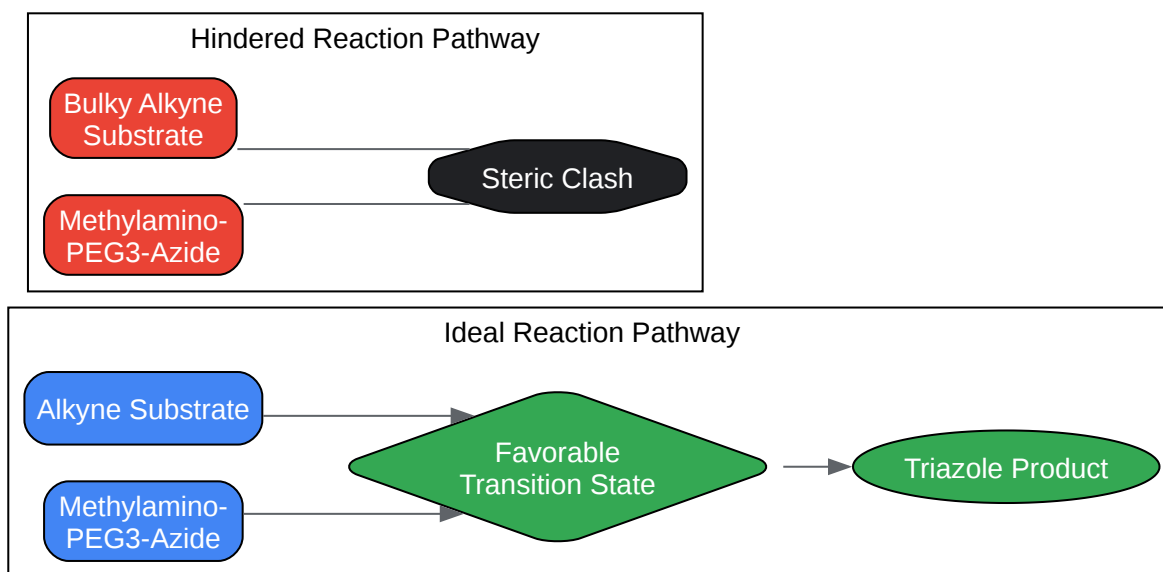 Hindered Reaction Pathway
Bulky Alkyne
Substrate
Steric Clash
Methylamino-
PEG3-Azide
Ideal Reaction Pathway
Alkyne Substrate
Favorable
Transition State
Triazole Product
Methylamino-
PEG3-Azide